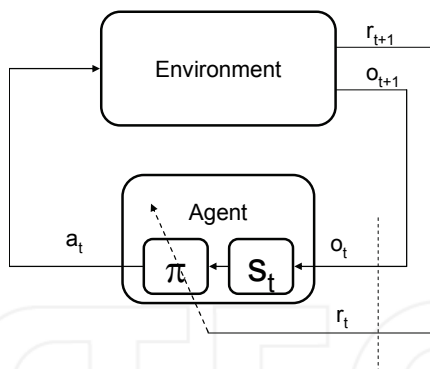 r_{t+1}
Environment
o_{t+1}
Agent
a_t
π
s_t
o_t
r_t